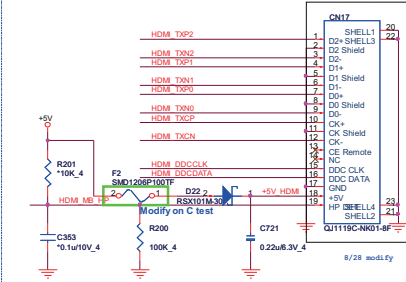 CN17
HDMI_TXP2 1 D2+ SHELL1 20
2 D2 Shield SHELL3 22
HDMI_TXN2 3 D2-
HDMI_TXP1 4 D1+
5 D1 Shield
HDMI_TXN1 6 D1-
HDMI_TXP0 7 D0+
8 D0 Shield
HDMI_TXN0 9 D0-
HDMI_TXCP 10 CK+
11 CK Shield
HDMI_TXCN 12 CK-
13 CE Remote
14 NC
HDMI_DDCCLK 15 DDC CLK
HDMI_DDCDATA 16 DDC DATA
17 GND
+5V_HDMI 18 +5V
HDMI_MB_HP 19 HP DET SHELL4 23
SHELL2 21
QJ1119C-NK01-8F
+5V
R201
*10K_4
F2
SMD1206P100TF
2 1
D22 2 1
RSX101M-30
Modify on C test
C353
*0.1u/10V_4
R200
100K_4
C721
0.22u/6.3V_4
8/28 modify